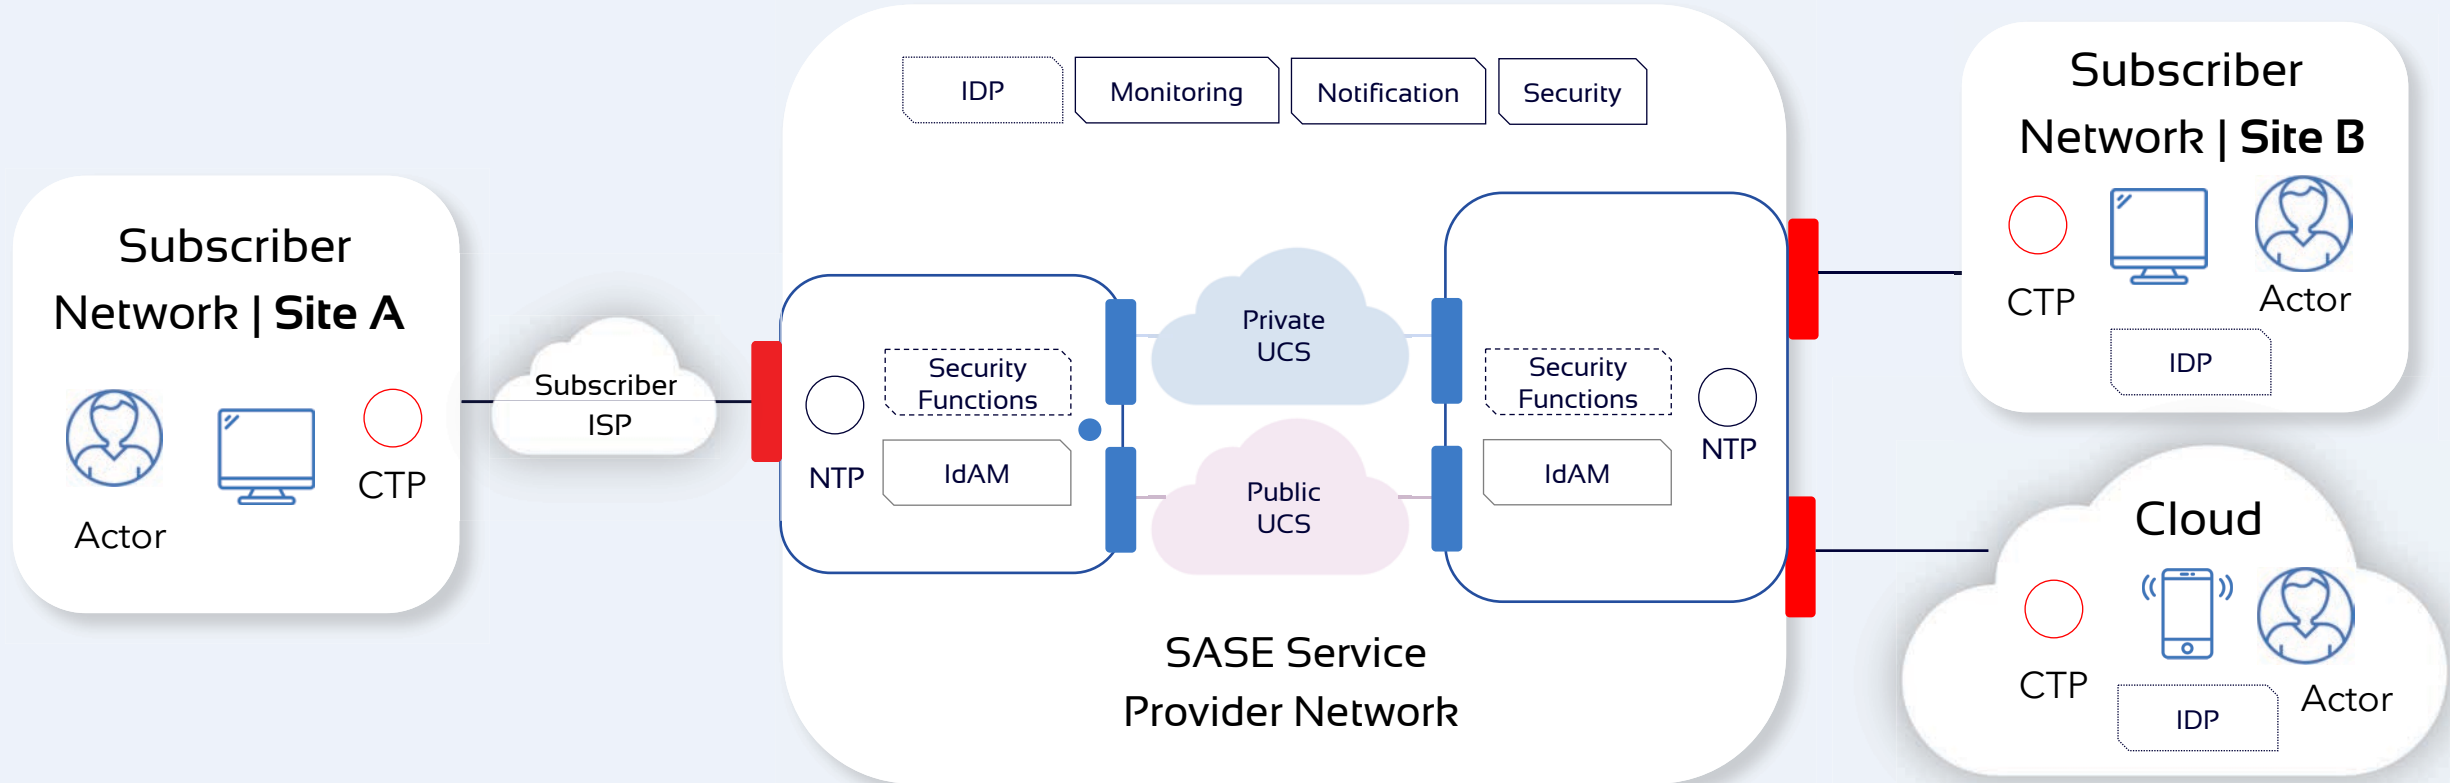 Subscriber
Network | Site A
Actor
CTP
Subscriber
ISP
IDP
Monitoring
Notification
Security
NTP
Security
Functions
IdAM
Private
UCS
Public
UCS
Security
Functions
IdAM
NTP
SASE Service
Provider Network
Subscriber
Network | Site B
CTP
Actor
IDP
Cloud
CTP
Actor
IDP